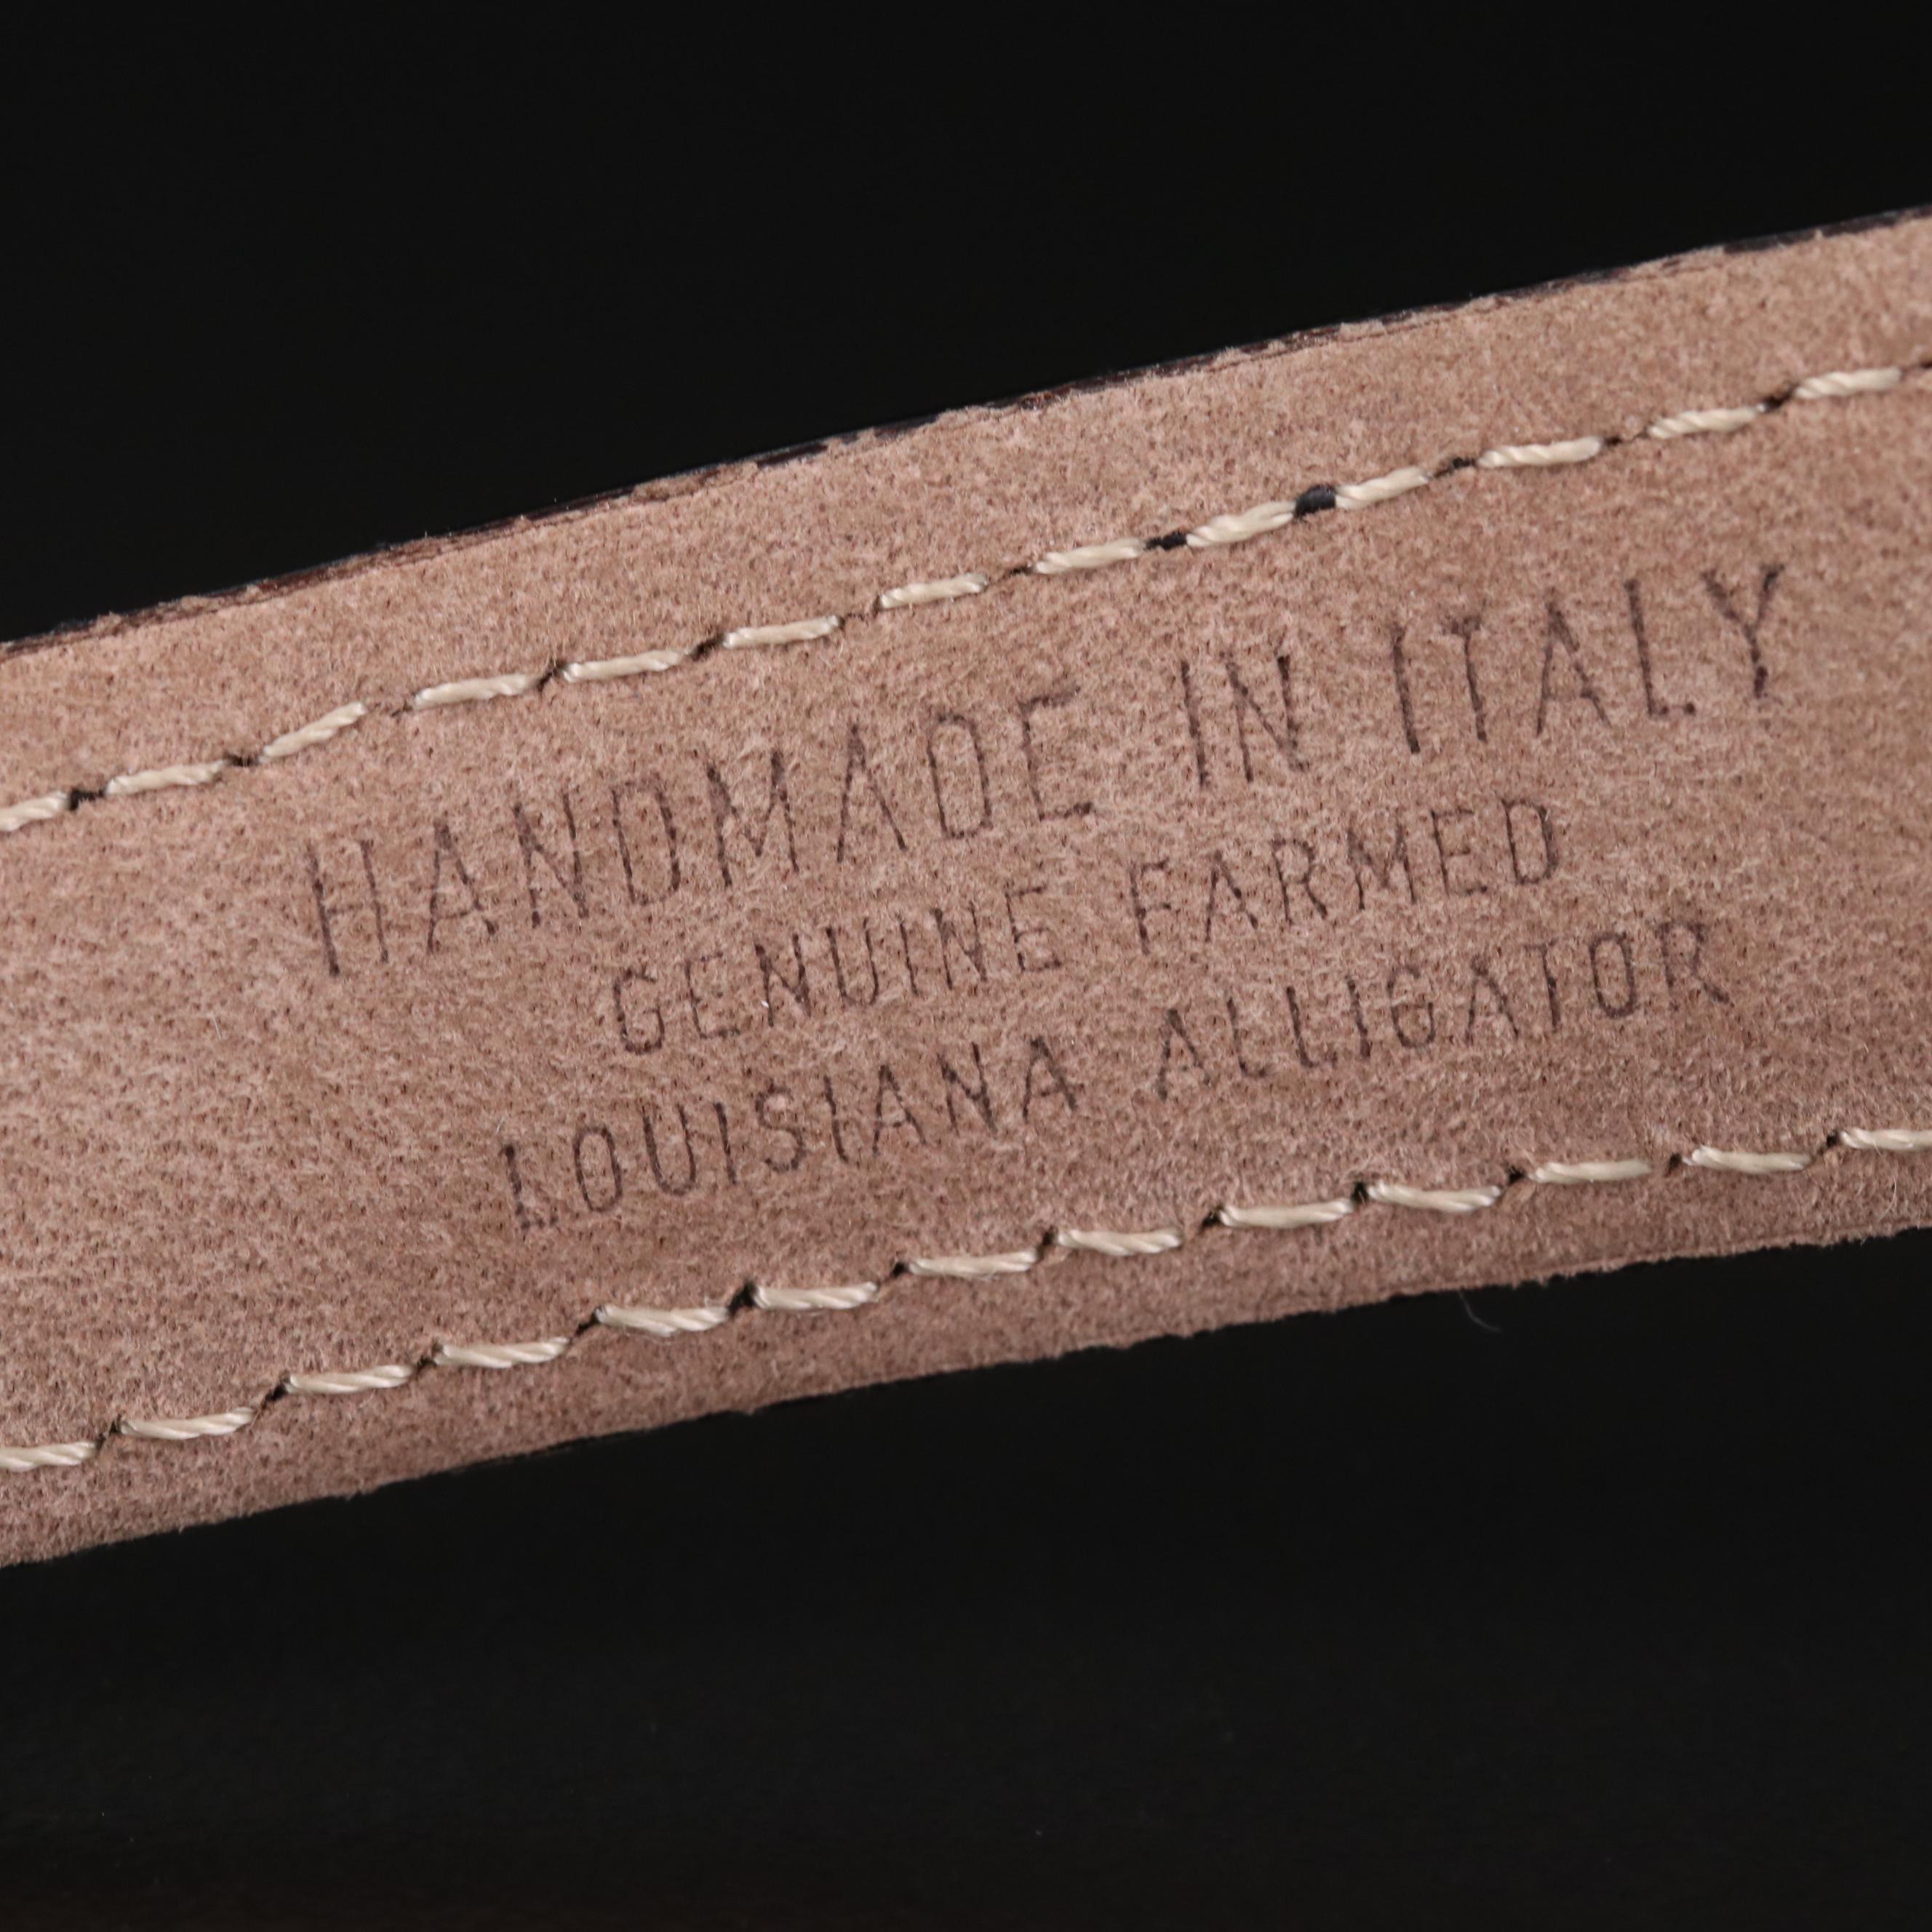 HANDMADE IN ITALY
GENUINE FARMED
LOUISIANA ALLIGATOR